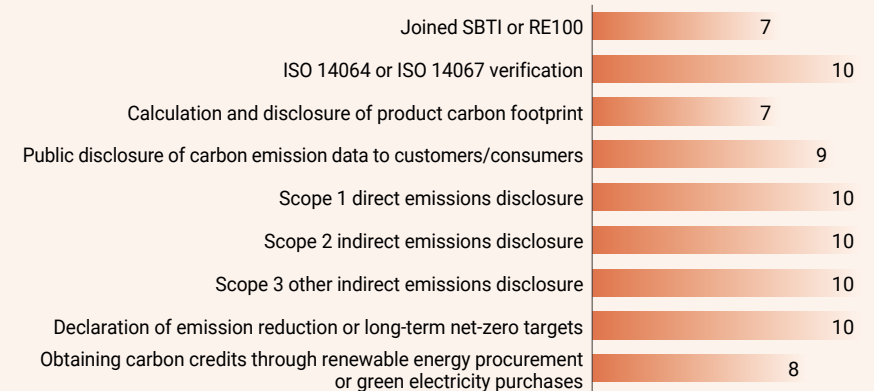 Joined SBTI or RE100 7
ISO 14064 or ISO 14067 verification 10
Calculation and disclosure of product carbon footprint 7
Public disclosure of carbon emission data to customers/consumers 9
Scope 1 direct emissions disclosure 10
Scope 2 indirect emissions disclosure 10
Scope 3 other indirect emissions disclosure 10
Declaration of emission reduction or long-term net-zero targets 10
Obtaining carbon credits through renewable energy procurement
or green electricity purchases 8